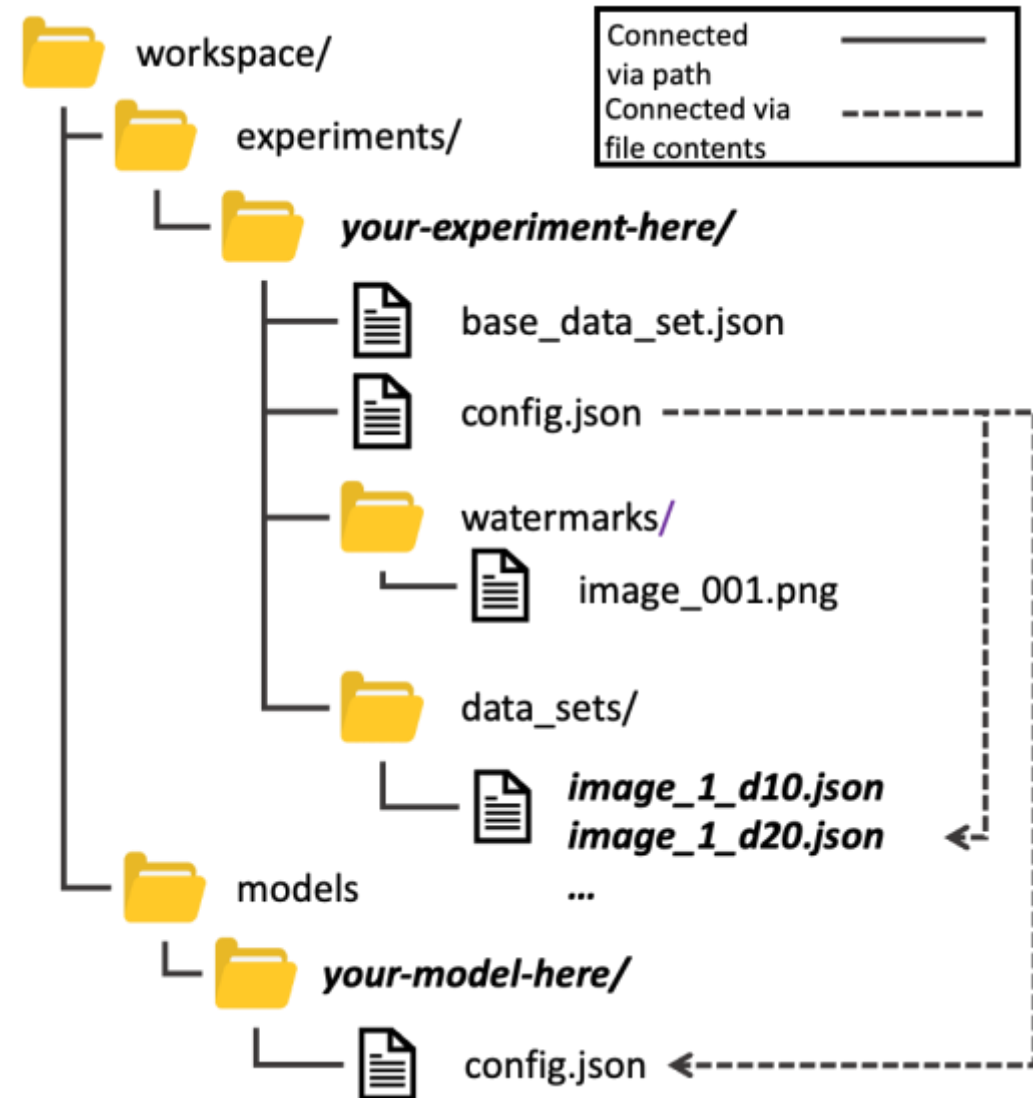 workspace/
Connected
via path
Connected via
file contents
experiments/
your-experiment-here/
base_data_set.json
config.json
watermarks/
image_001.png
data_sets/
image_1_d10.json
image_1_d20.json
...
models
your-model-here/
config.json